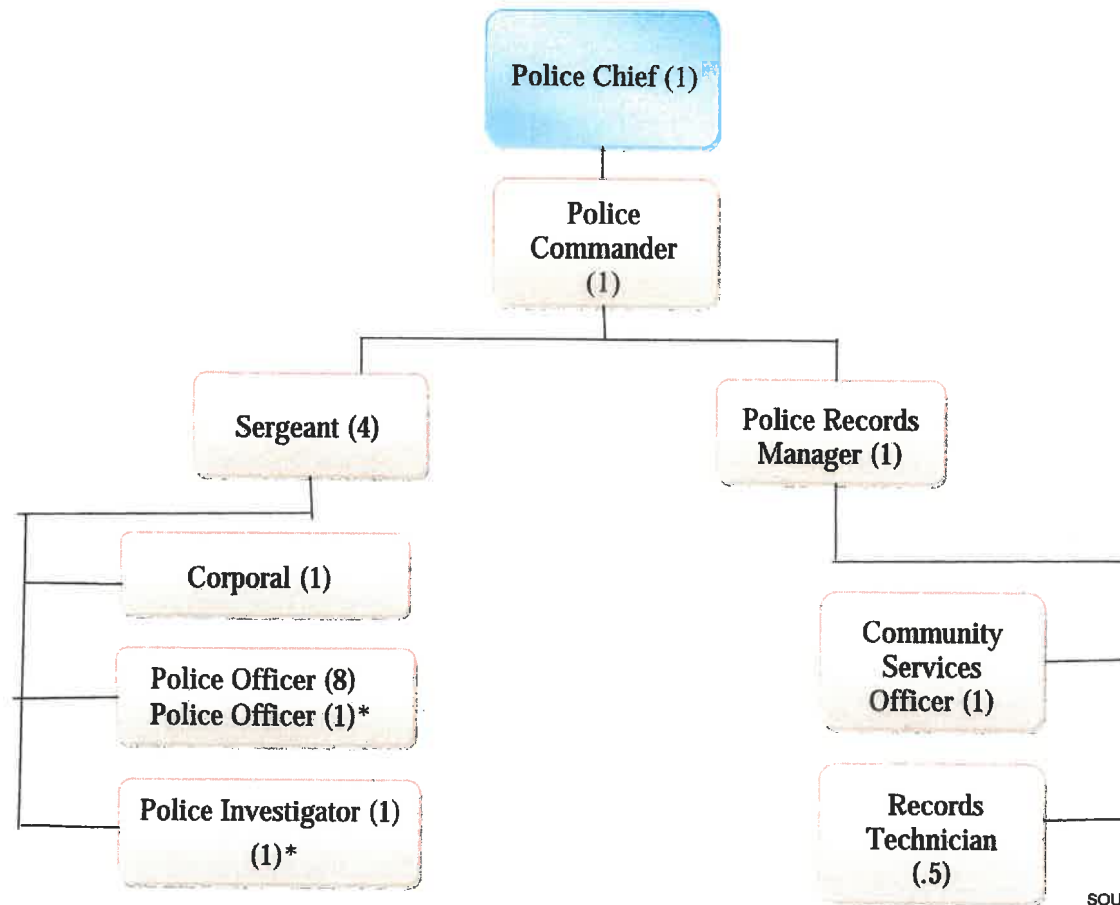 Police Chief (1)
Police
Commander
(1)
Sergeant (4)
Police Records
Manager (1)
Corporal (1)
Police Officer (8)
Police Officer (1)*
Police Investigator (1)
(1)*
Community
Services
Officer (1)
Records
Technician
(.5)